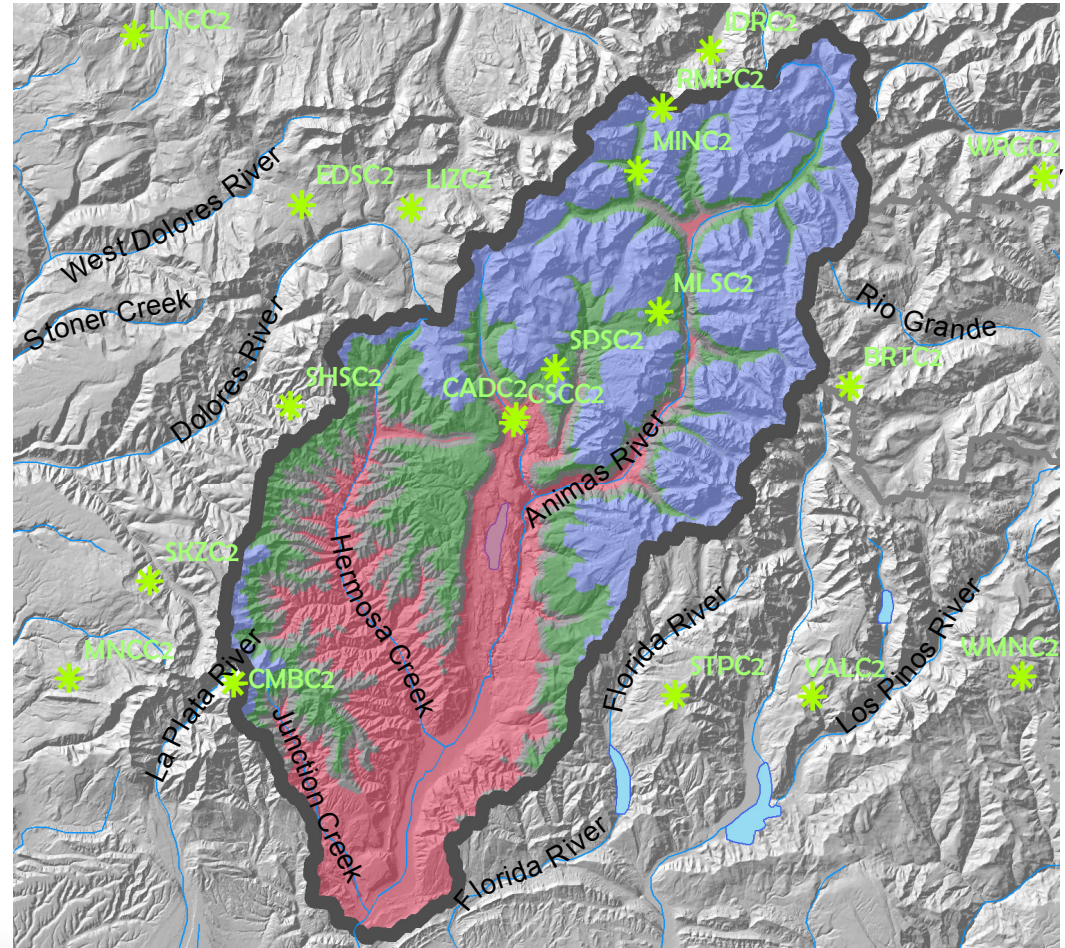 LNCC2
IDRC2
RMPC2
MINC2
WRGC2
EDSC2
LIZC2
West Dolores River
Stoner Creek
MLSC2
Rio Grande
Dolores River
SPSC2
BRTC2
SHSC2
CADC2
CSCC2
Animas River
SKZC2
Hermosa Creek
Florida River
MNCC2
La Plata River
CMBC2
STPC2
VALC2
Los Pinos River
WMNC2
Junction Creek
Florida River